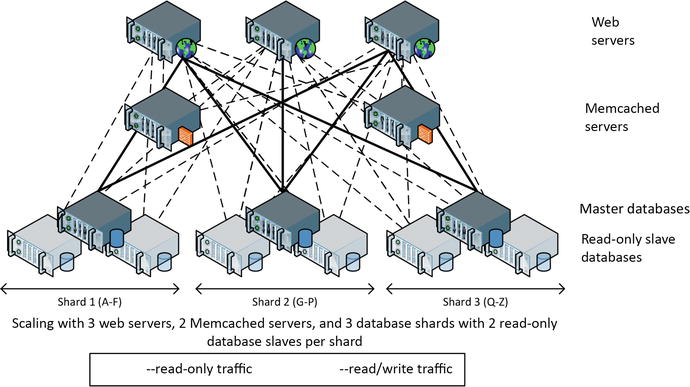 Web
servers
Memcached
servers
Master databases
Read-only slave
databases
Shard 1 (A-F)
Shard 2 (G-P)
Shard 3 (Q-Z)
Scaling with 3 web servers, 2 Memcached servers, and 3 database shards with 2 read-only
database slaves per shard
--read-only traffic
--read/write traffic